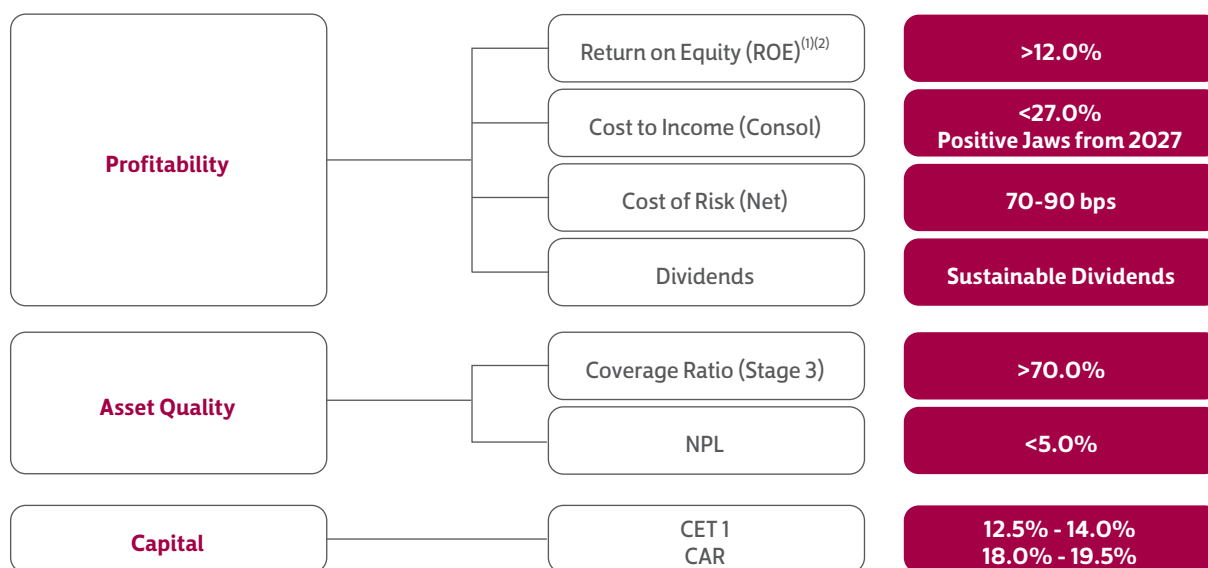 Profitability
Return on Equity (ROE)(1)(2)
>12.0%
Cost to Income (Consol)
<27.0%
Positive Jaws from 2027
Cost of Risk (Net)
70-90 bps
Dividends
Sustainable Dividends
Asset Quality
Coverage Ratio (Stage 3)
>70.0%
NPL
<5.0%
Capital
CET 1
CAR
12.5% - 14.0%
18.0% - 19.5%